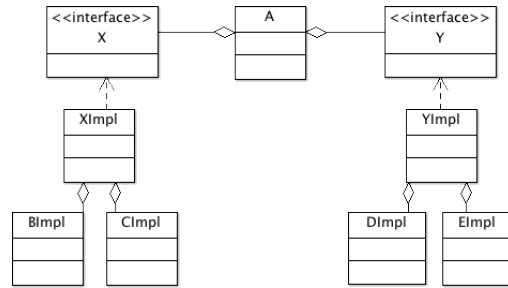 <<interface>>
X
A
<<interface>>
Y
XImpl
YImpl
BImpl
CImpl
DImpl
EImpl